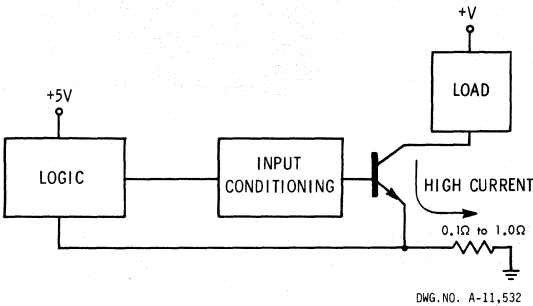 +V
LOAD
+5V
LOGIC
INPUT
CONDITIONING
HIGH CURRENT
0.1Ω to 1.0Ω
DWG.NO. A-11,532